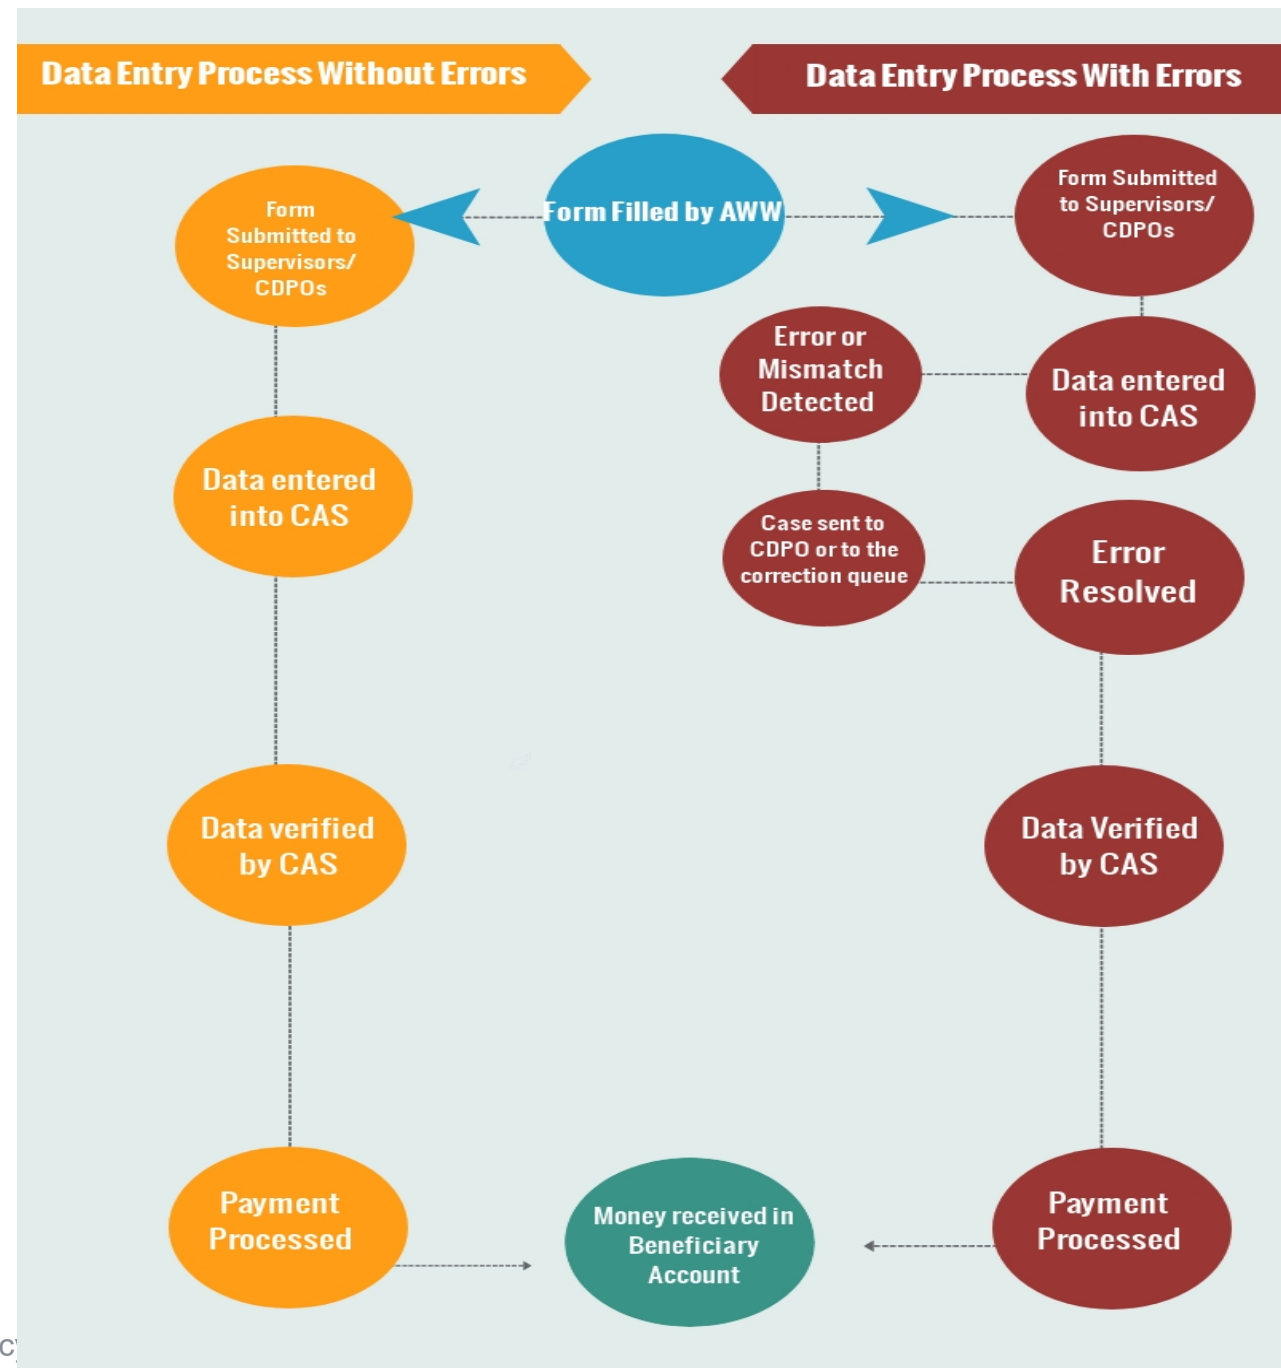 Data Entry Process Without Errors
Data Entry Process With Errors
Form Filled by AWW
Form
Submitted to
Supervisors/
CDPOs
Data entered
into CAS
Data verified
by CAS
Payment
Processed
Form Submitted
to Supervisors/
CDPOs
Data entered
into CAS
Error or
Mismatch
Detected
Case sent to
CDPO or to the
correction queue
Error
Resolved
Data Verified
by CAS
Payment
Processed
Money received in
Beneficiary
Account